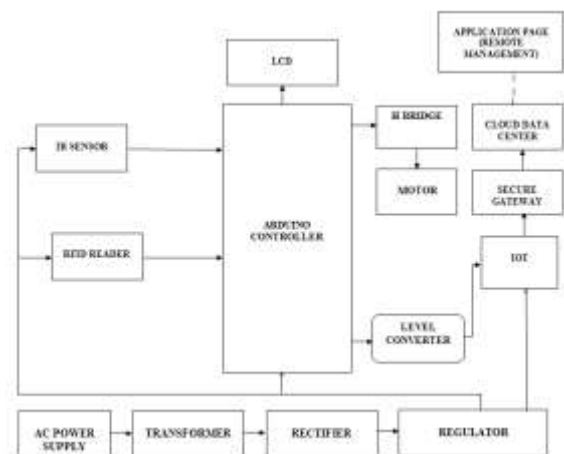 APPLICATION PAGE
(REMOTE
MANAGEMENT)
LCD
H BRIDGE
CLOUD DATA
CENTER
IR SENSOR
MOTOR
SECURE
GATEWAY
ARDUINO
CONTROLLER
RFID READER
IOT
LEVEL
CONVERTER
AC POWER
SUPPLY
TRANSFORMER
RECTIFIER
REGULATOR